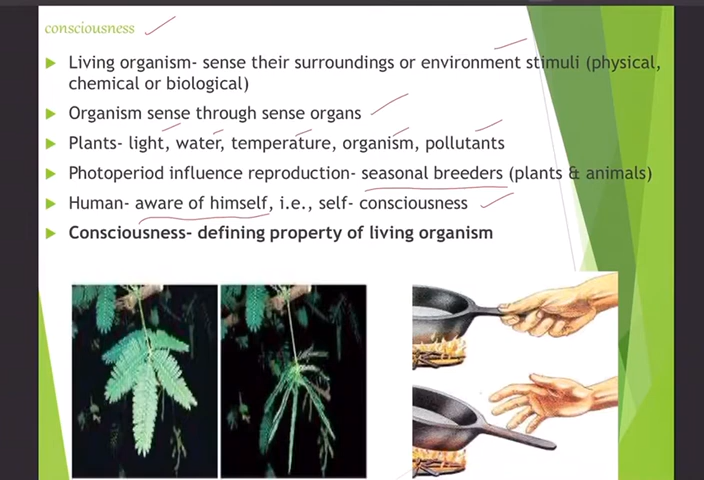 consciousness
Living organism- sense their surroundings or environment stimuli (physical,
chemical or biological)
Organism sense through sense organs
Plants- light, water, temperature, organism, pollutants
Photoperiod influence reproduction- seasonal breeders (plants & animals)
Human- aware of himself, i.e., self- consciousness
Consciousness- defining property of living organism